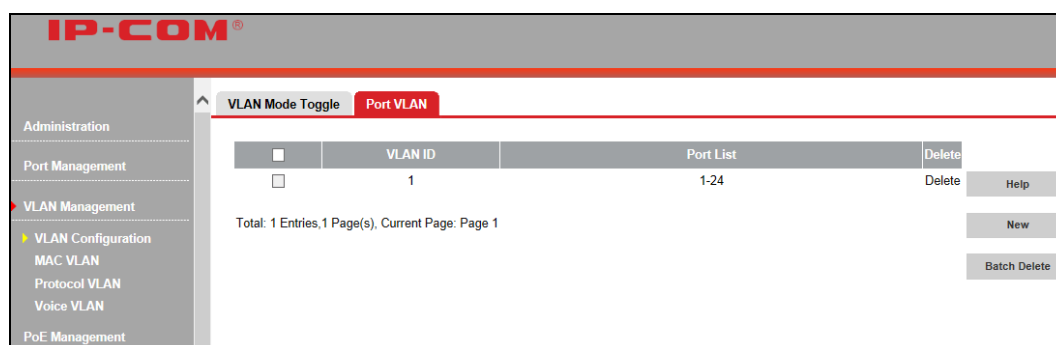 IP-COM®
VLAN Mode Toggle Port VLAN
Administration
Port Management
VLAN Management
VLAN Configuration
MAC VLAN
Protocol VLAN
Voice VLAN
PoE Management
VLAN ID Port List Delete
1 1-24 Delete
Total: 1 Entries,1 Page(s), Current Page: Page 1
Help
New
Batch Delete